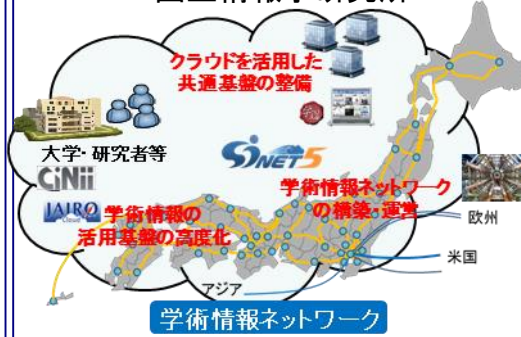 クラウドを活用した
共通基盤の整備
大学・研究者等
CiNii
SINET5
JAIRO
Cloud
学術情報の
活用基盤の高度化
学術情報ネットワーク
の構築・運営
欧州
米国
アジア
学術情報ネットワーク